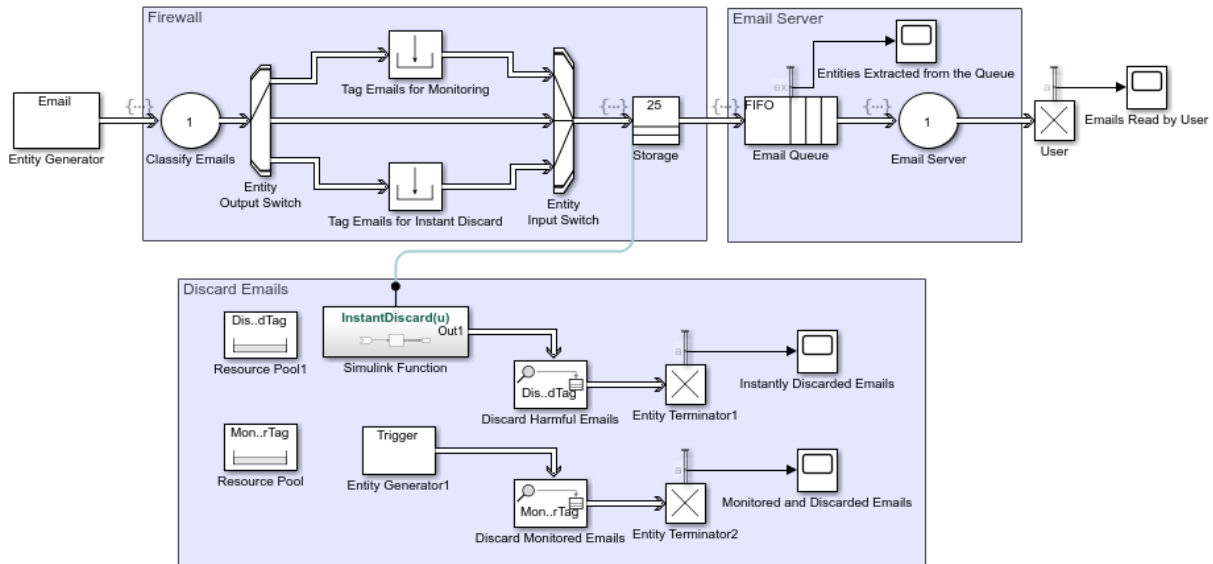 Firewall
Email Server
Email
Entity Generator
{...}
1
Classify Emails
Entity
Output Switch
Tag Emails for Monitoring
Tag Emails for Instant Discard
Entity
Input Switch
{...}
25
Storage
{...}
FIFO
ex
Email Queue
Entities Extracted from the Queue
{...}
1
Email Server
a
User
Emails Read by User
Discard Emails
Dis..dTag
Resource Pool1
InstantDiscard(u)
Out1
Simulink Function
Dis..dTag
Discard Harmful Emails
a
Entity Terminator1
Instantly Discarded Emails
Mon..rTag
Resource Pool
Trigger
Entity Generator1
Mon..rTag
Discard Monitored Emails
a
Entity Terminator2
Monitored and Discarded Emails